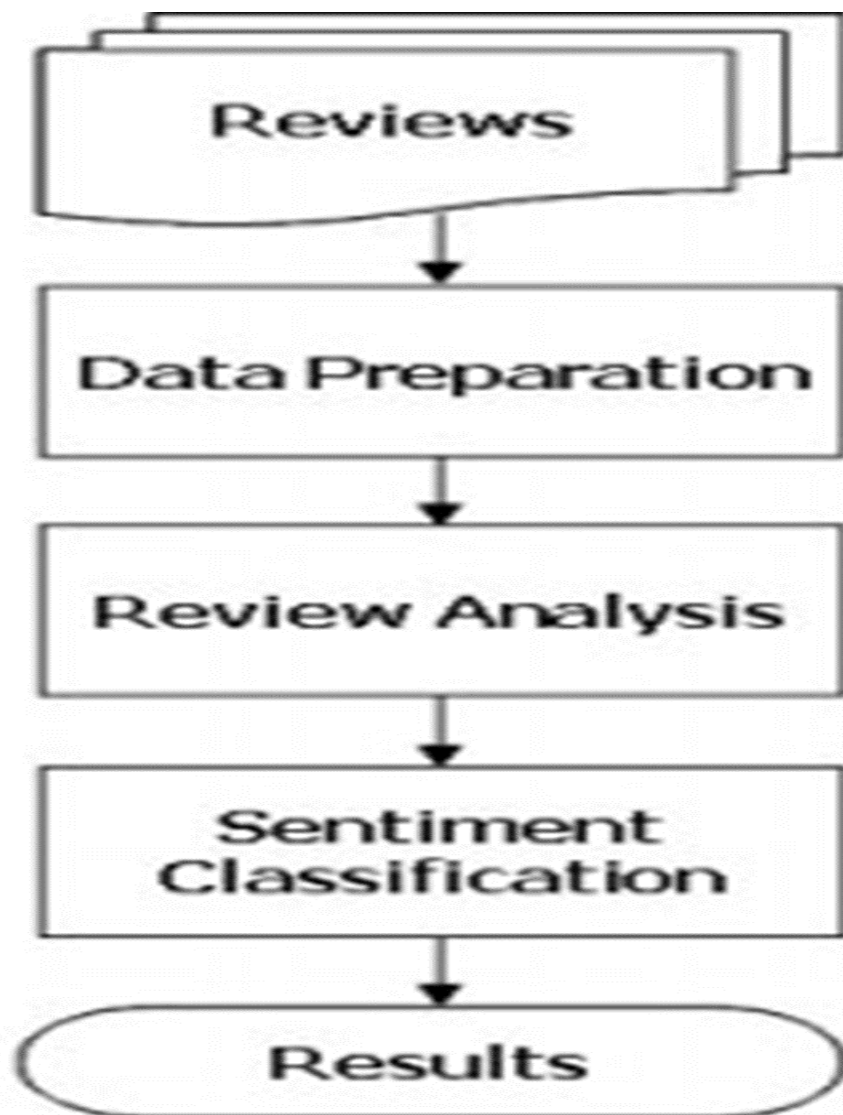 Reviews
Data Preparation
Review Analysis
Sentiment
Classification
Results